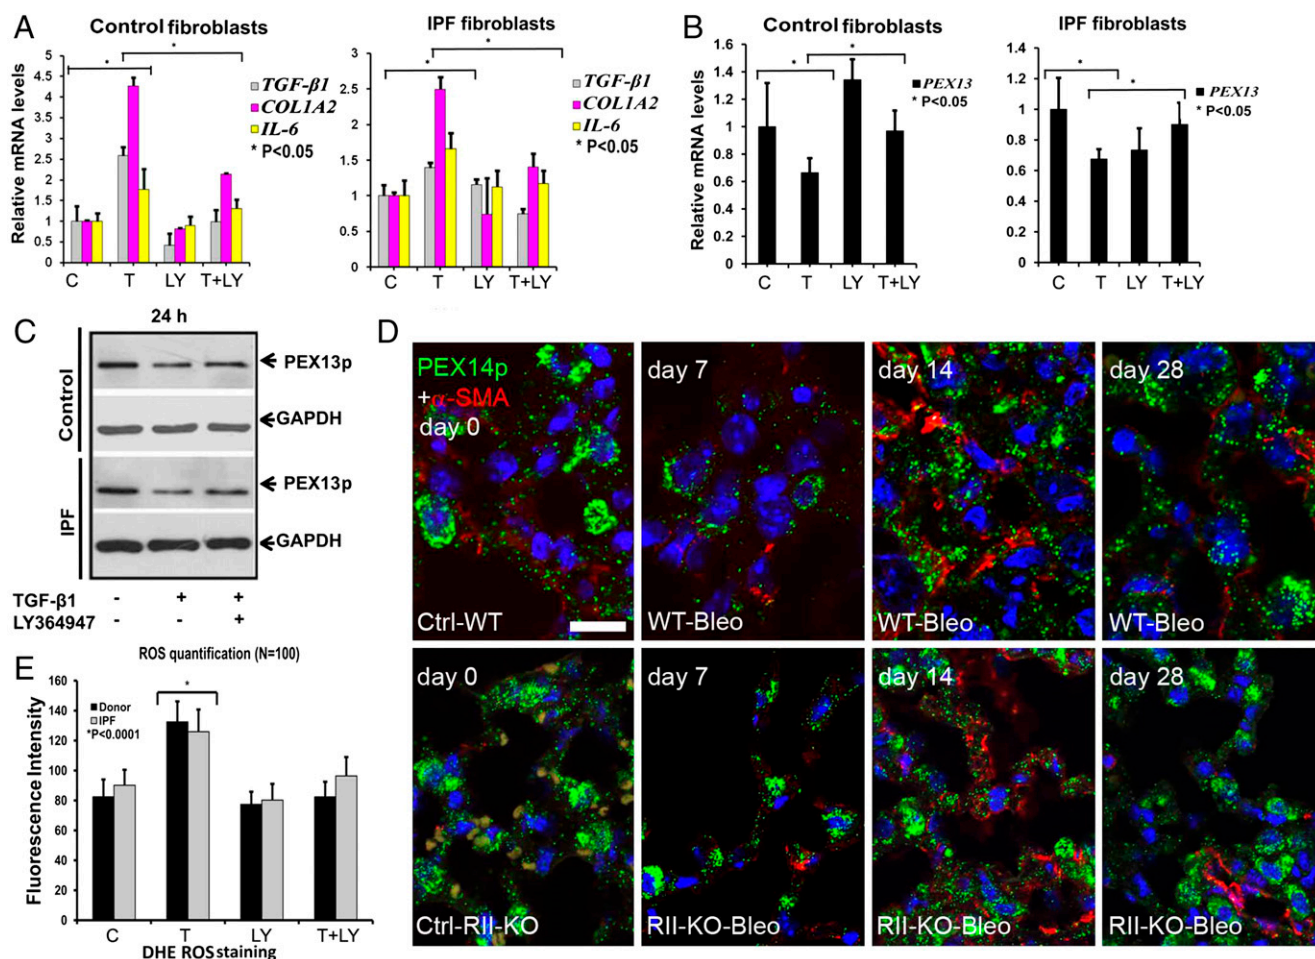 A
Control fibroblasts
Relative mRNA levels
5
4.5
4
3.5
3
2.5
2
1.5
1
0.5
0
C T LY T+LY
*
*
TGF-β1
COL1A2
IL-6
* P<0.05
IPF fibroblasts
3
2.5
2
1.5
1
0.5
0
C T LY T+LY
*
*
TGF-β1
COL1A2
IL-6
* P<0.05
B
Control fibroblasts
Relative mRNA levels
1.6
1.4
1.2
1
0.8
0.6
0.4
0.2
0
C T LY T+LY
*
*
PEX13
* P<0.05
IPF fibroblasts
1.4
1.2
1
0.8
0.6
0.4
0.2
0
C T LY T+LY
*
*
PEX13
* P<0.05
C
24 h
Control
PEX13p
GAPDH
IPF
PEX13p
GAPDH
TGF-β1 - + +
LY364947 - - +
D
PEX14p
+α-SMA
day 0
Ctrl-WT
day 7
WT-Bleo
day 14
WT-Bleo
day 28
WT-Bleo
day 0
Ctrl-RII-KO
day 7
RII-KO-Bleo
day 14
RII-KO-Bleo
day 28
RII-KO-Bleo
E
ROS quantification (N=100)
Fluorescence Intensity
160
140
120
100
80
60
40
20
0
Donor
IPF
*P<0.0001
*
C T LY T+LY
DHE ROS staining